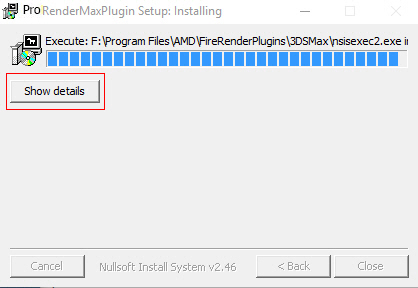 ProRenderMaxPlugin Setup: Installing
Execute: F:\Program Files\AMD\FireRenderPlugins\3DSMax\nsisexec2.exe in
Show details
Cancel Nullsoft Install System v2.46 < Back Close